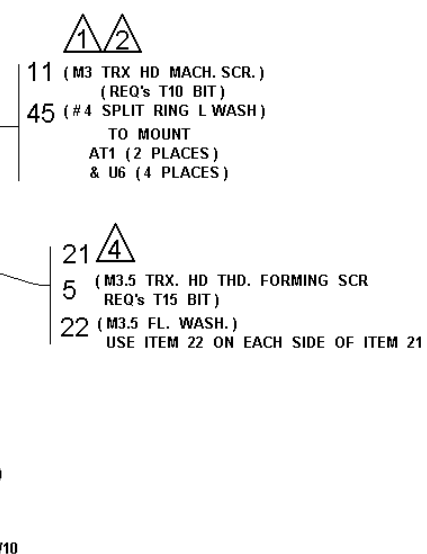 1 2
11 (M3 TRX HD MACH. SCR.)
(REQ's T10 BIT)
45 (#4 SPLIT RING L WASH)
TO MOUNT
AT1 (2 PLACES)
& U6 (4 PLACES)
21 4
5 (M3.5 TRX. HD THD. FORMING SCR
REQ's T15 BIT)
22 (M3.5 FL. WASH.)
USE ITEM 22 ON EACH SIDE OF ITEM 21